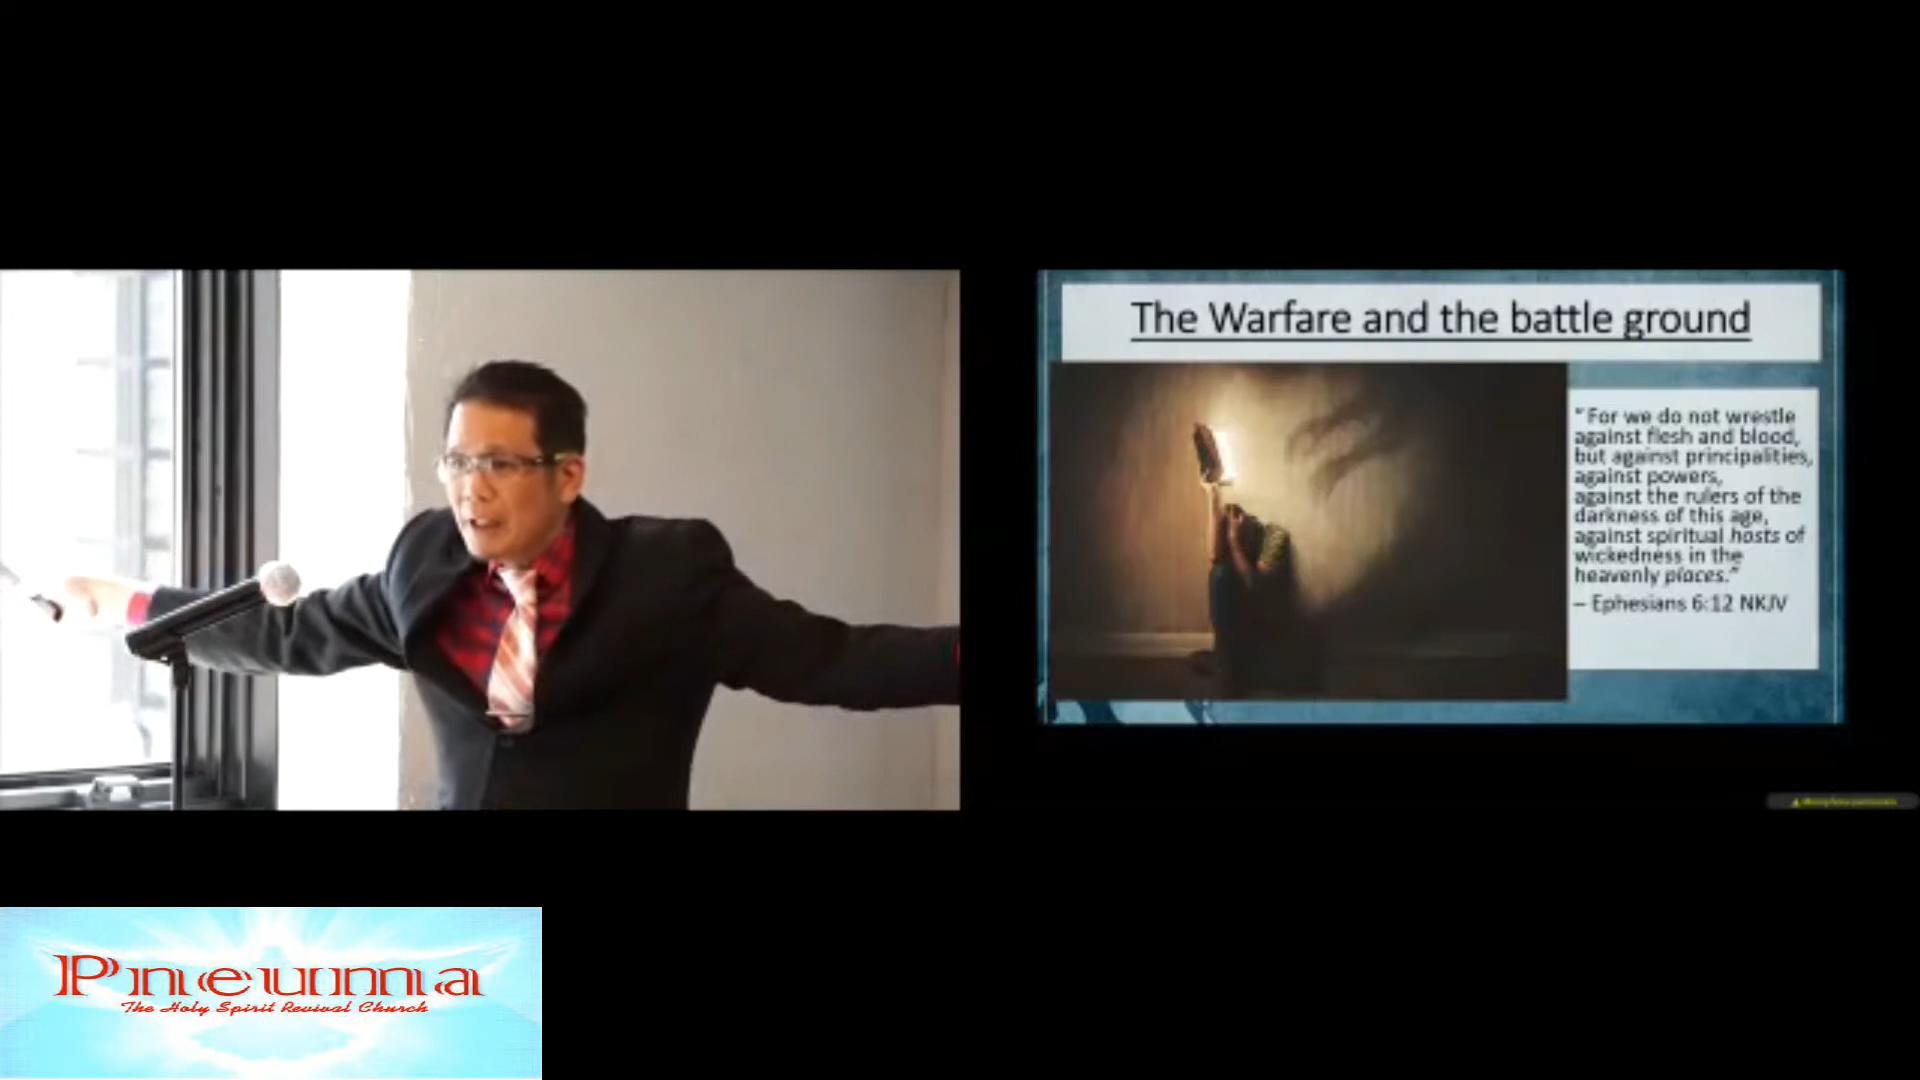 The Warfare and the battle ground
“For we do not wrestle
against flesh and blood,
but against principalities,
against powers,
against the rulers of the
darkness of this age,
against spiritual hosts of
wickedness in the
heavenly places.”
– Ephesians 6:12 NKJV
Pneuma
The Holy Spirit Revival Church